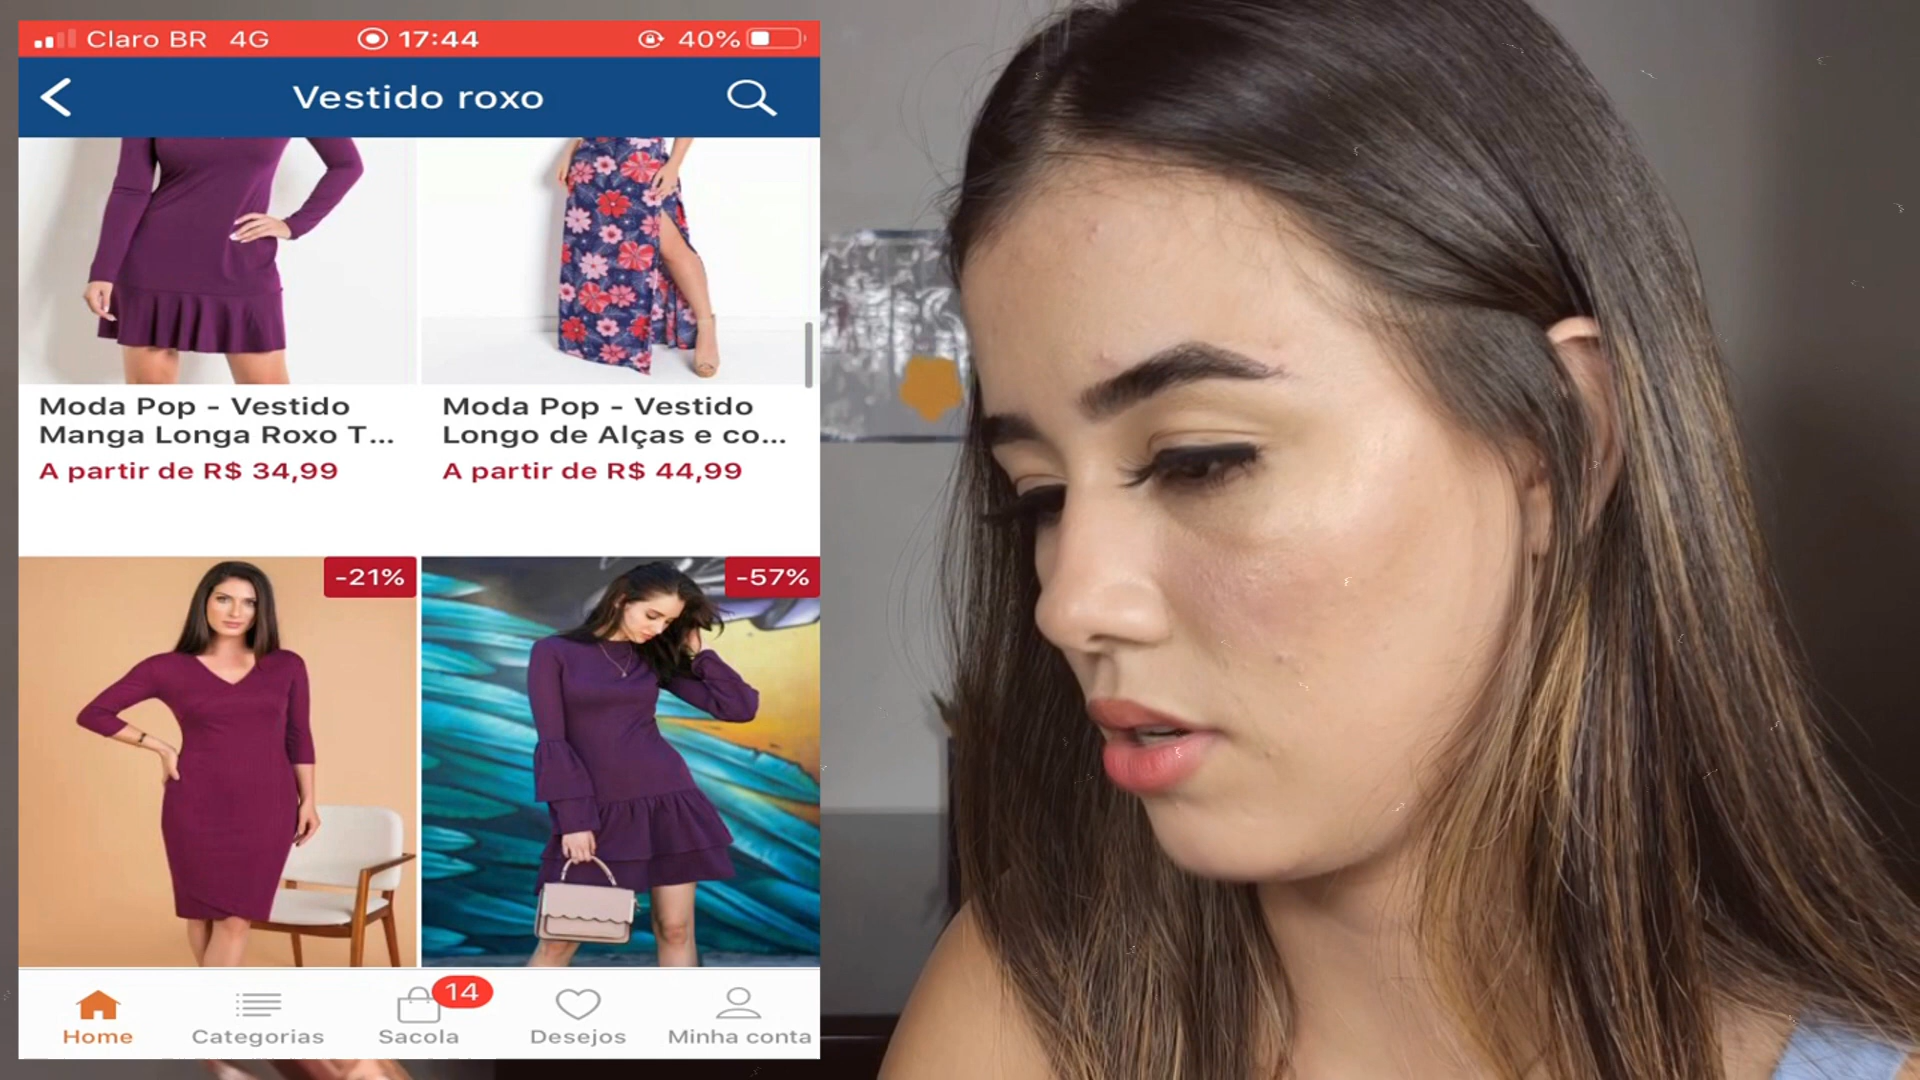 Claro BR 4G 17:44 40%
Vestido roxo
Moda Pop - Vestido
Manga Longa Roxo T...
A partir de R$ 34,99
Moda Pop - Vestido
Longo de Alças e co...
A partir de R$ 44,99
-21%
-57%
14
Home Categorias Sacola Desejos Minha conta